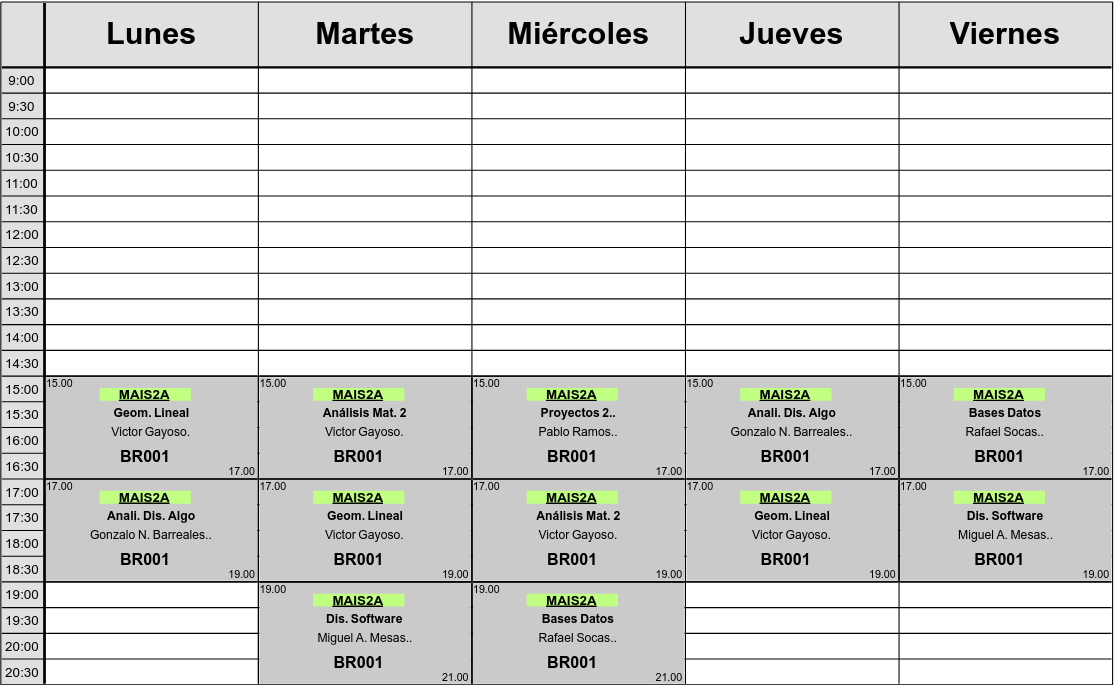 Lunes Martes Miércoles Jueves Viernes
9:00
9:30
10:00
10:30
11:00
11:30
12:00
12:30
13:00
13:30
14:00
14:30
15:00
15:30
16:00
16:30
17:00
17:30
18:00
18:30
19:00
19:30
20:00
20:30
15.00
MAIS2A
Geom. Lineal
Victor Gayoso.
BR001
17.00
17.00
MAIS2A
Anali. Dis. Algo
Gonzalo N. Barreales..
BR001
19.00
15.00
MAIS2A
Análisis Mat. 2
Victor Gayoso.
BR001
17.00
17.00
MAIS2A
Geom. Lineal
Victor Gayoso.
BR001
19.00
19.00
MAIS2A
Dis. Software
Miguel A. Mesas..
BR001
21.00
15.00
MAIS2A
Proyectos 2..
Pablo Ramos..
BR001
17.00
17.00
MAIS2A
Análisis Mat. 2
Victor Gayoso.
BR001
19.00
19.00
MAIS2A
Bases Datos
Rafael Socas..
BR001
21.00
15.00
MAIS2A
Anali. Dis. Algo
Gonzalo N. Barreales..
BR001
17.00
17.00
MAIS2A
Geom. Lineal
Victor Gayoso.
BR001
19.00
15.00
MAIS2A
Bases Datos
Rafael Socas..
BR001
17.00
17.00
MAIS2A
Dis. Software
Miguel A. Mesas..
BR001
19.00